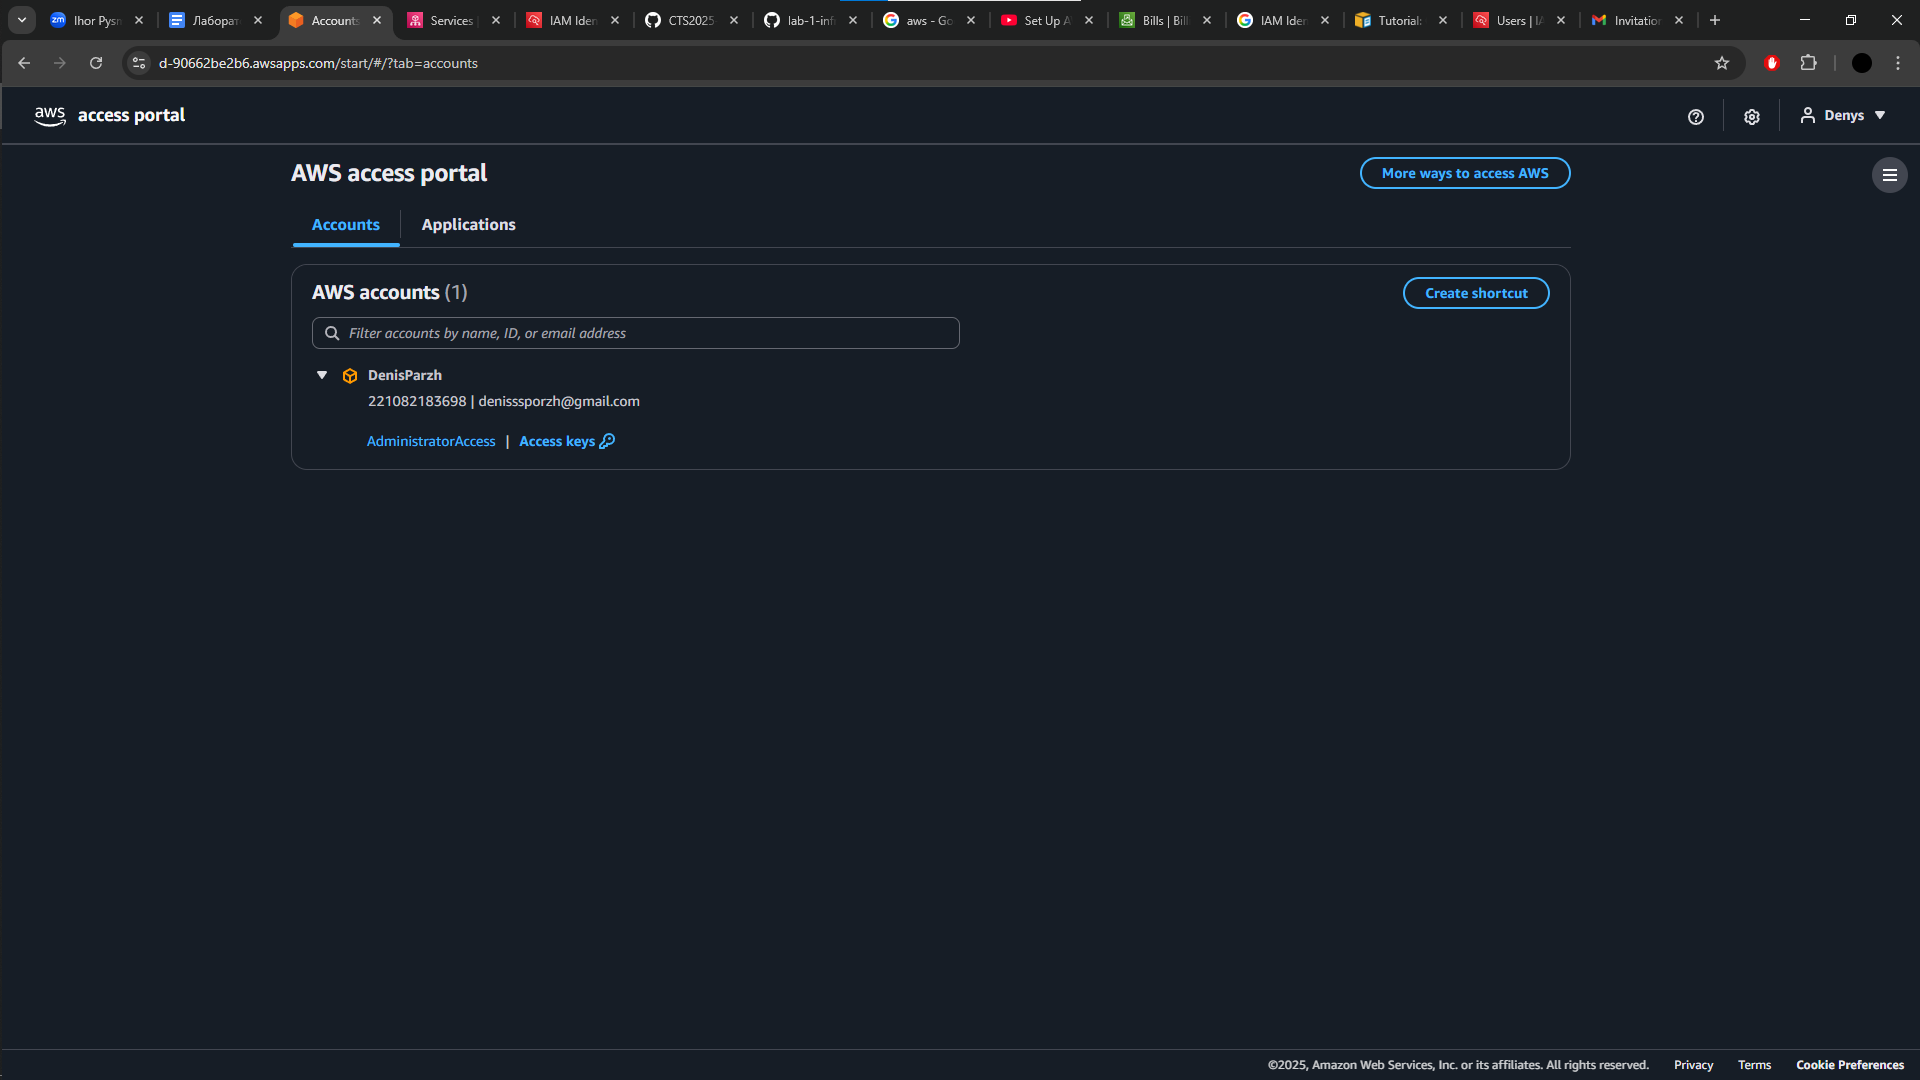 Ihor Pysm
Лаборат
Accounts
Services |
IAM Iden
CTS2025
lab-1-infr
aws - Go
Set Up A
Bills | Bill
IAM Iden
Tutorial:
Users | IA
Invitation
d-90662be2b6.awsapps.com/start/#/?tab=accounts
aws access portal
Denys
AWS access portal
More ways to access AWS
Accounts
Applications
AWS accounts (1)
Create shortcut
Filter accounts by name, ID, or email address
DenisParzh
221082183698 | denisssporzh@gmail.com
AdministratorAccess | Access keys
©2025, Amazon Web Services, Inc. or its affiliates. All rights reserved.
Privacy
Terms
Cookie Preferences